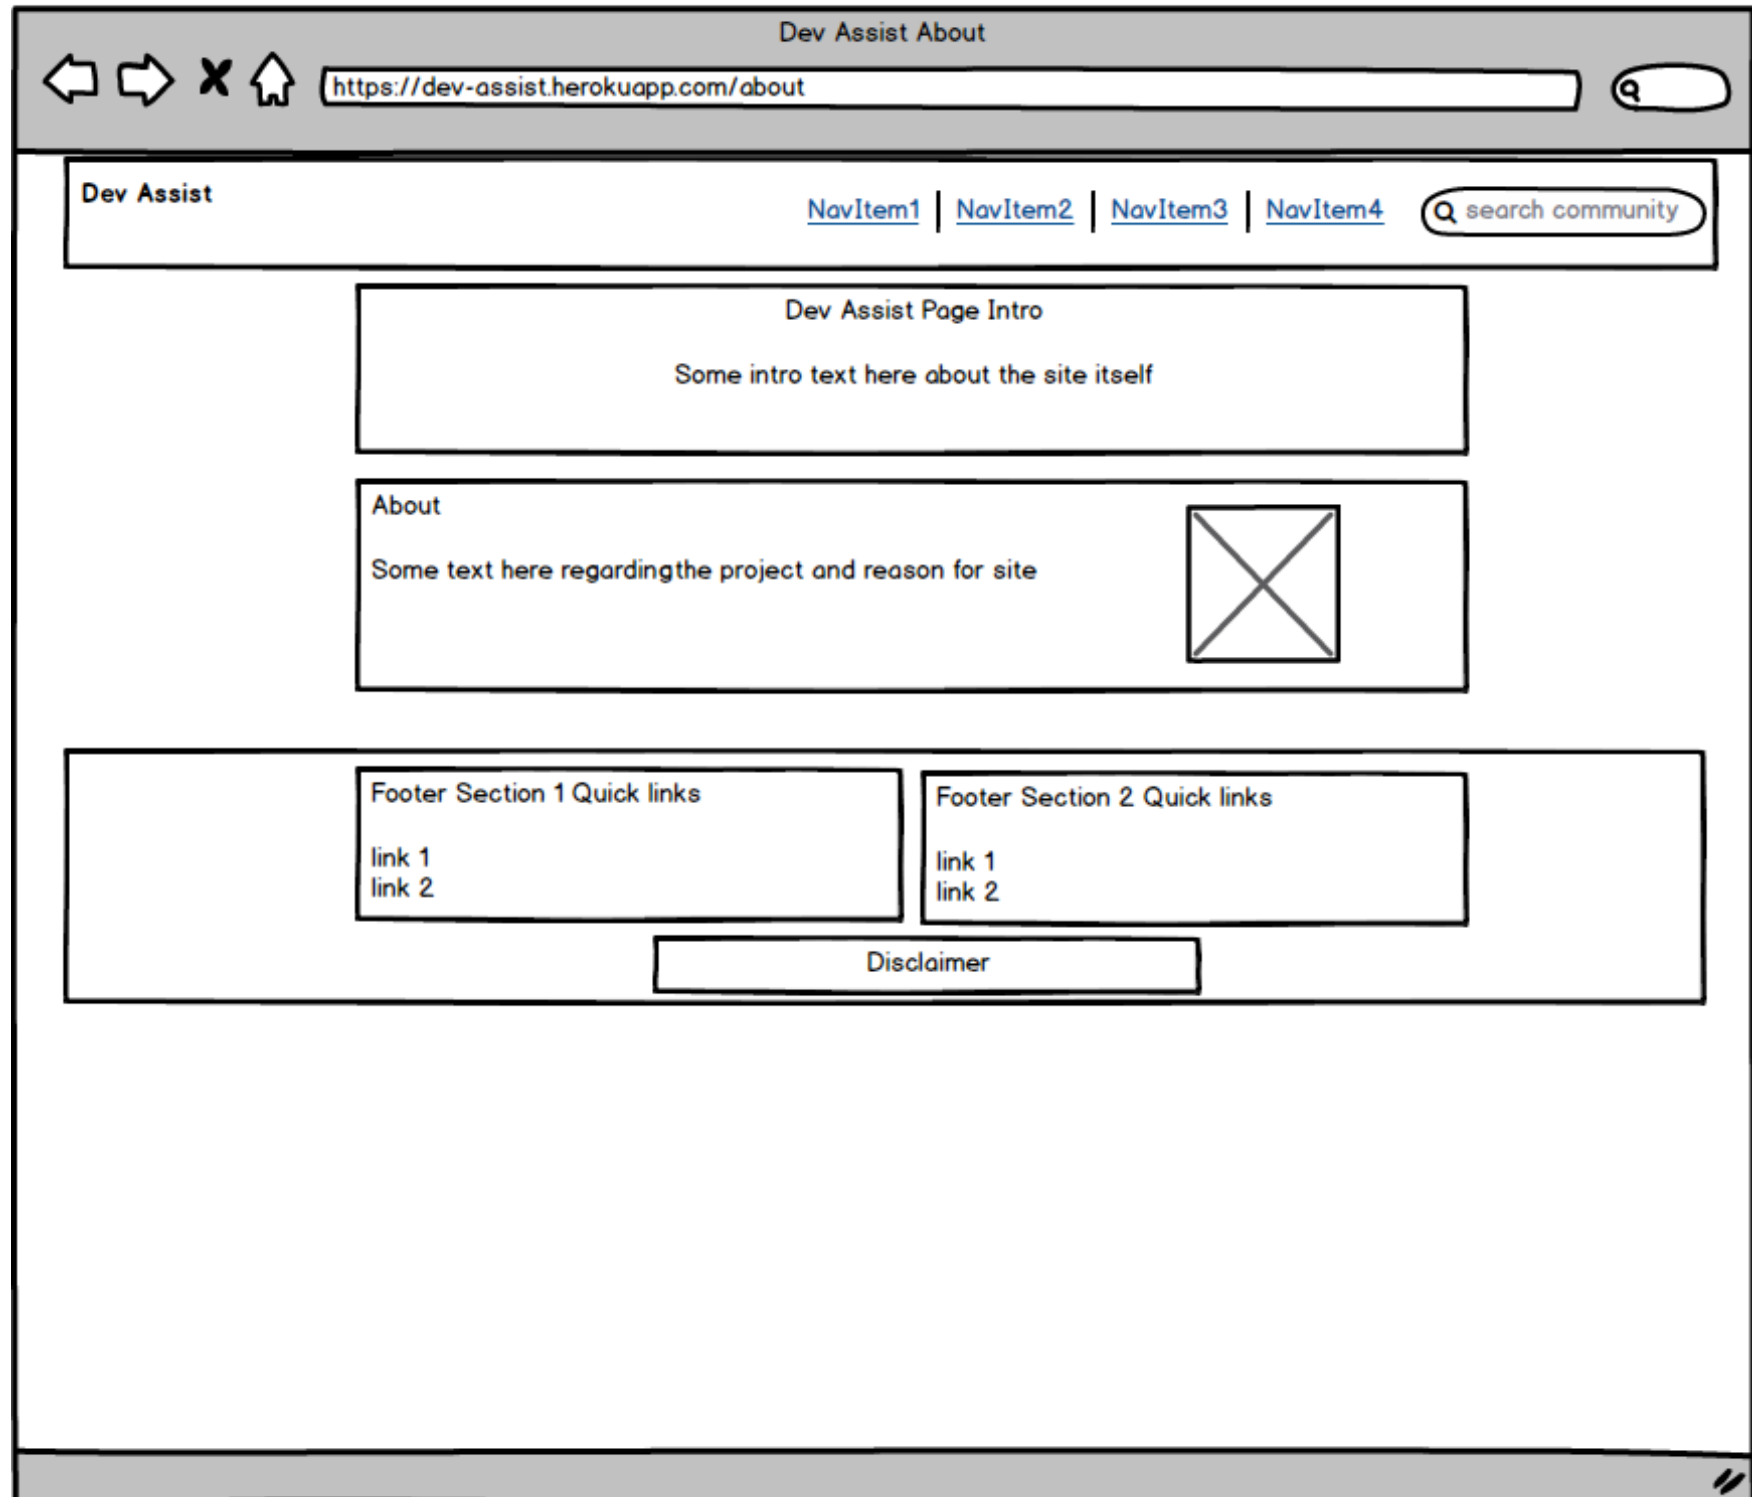 Dev Assist About
https://dev-assist.herokuapp.com/about
Dev Assist
NavItem1 | NavItem2 | NavItem3 | NavItem4
search community
Dev Assist Page Intro
Some intro text here about the site itself
About
Some text here regarding the project and reason for site
Footer Section 1 Quick links
link 1
link 2
Footer Section 2 Quick links
link 1
link 2
Disclaimer